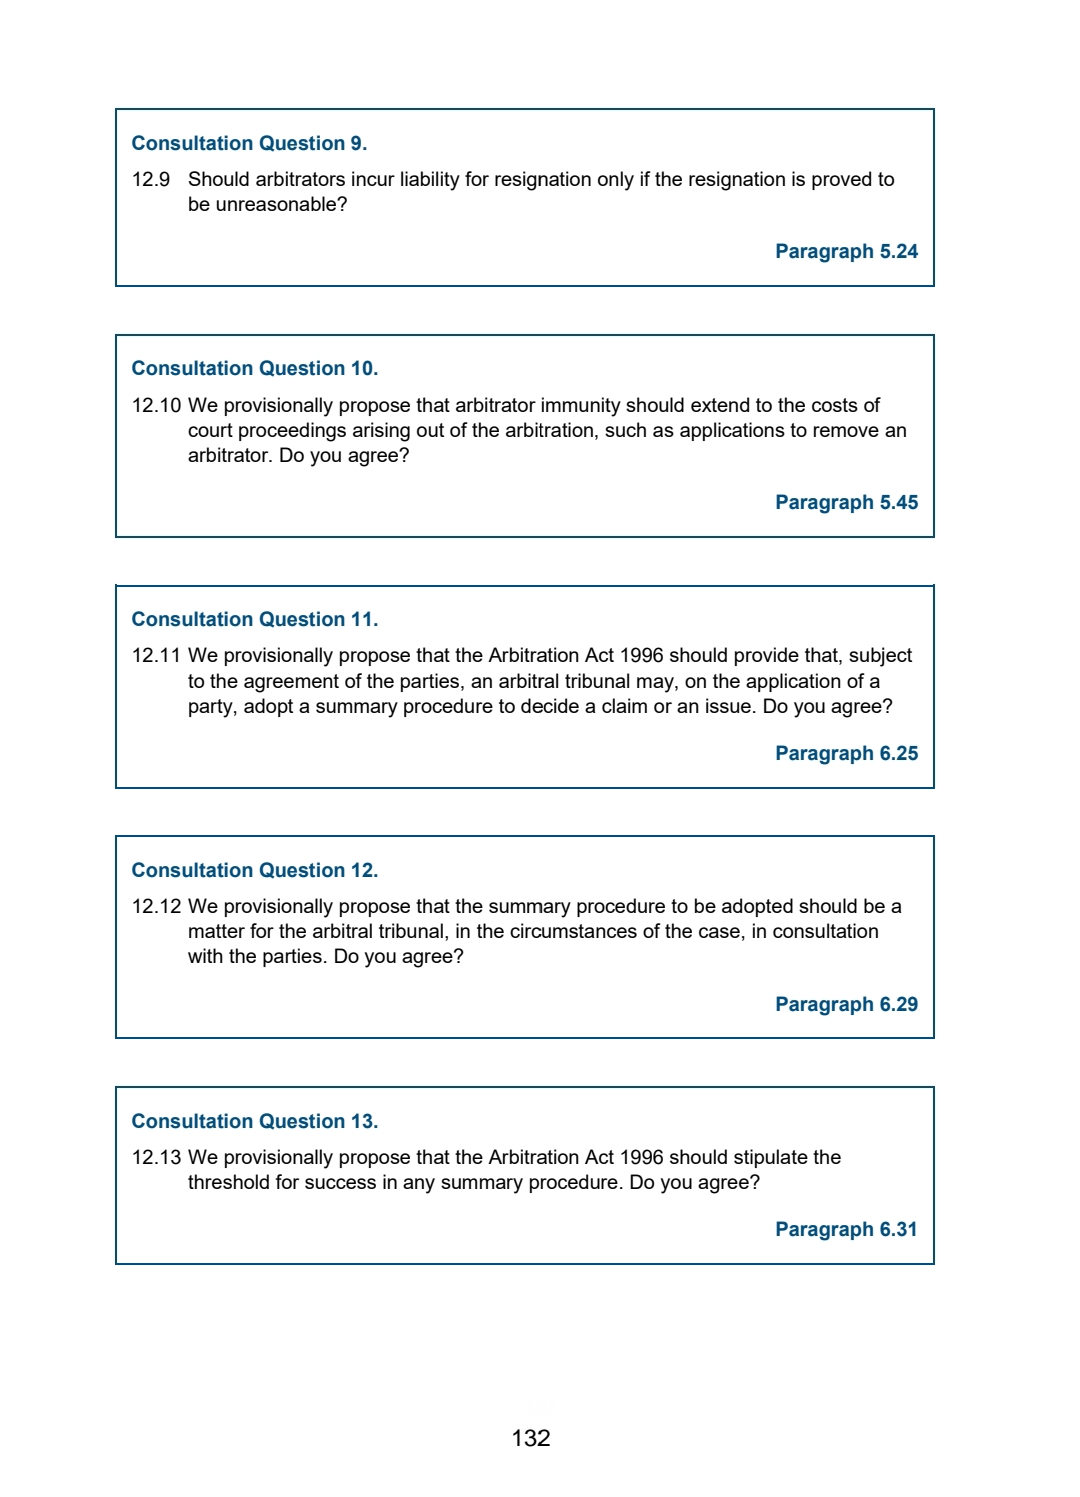 Consultation Question 9.
12.9 Should arbitrators incur liability for resignation only if the resignation is proved to
be unreasonable?
Paragraph 5.24
Consultation Question 10.
12.10 We provisionally propose that arbitrator immunity should extend to the costs of
court proceedings arising out of the arbitration, such as applications to remove an
arbitrator. Do you agree?
Paragraph 5.45
Consultation Question 11.
12.11 We provisionally propose that the Arbitration Act 1996 should provide that, subject
to the agreement of the parties, an arbitral tribunal may, on the application of a
party, adopt a summary procedure to decide a claim or an issue. Do you agree?
Paragraph 6.25
Consultation Question 12.
12.12 We provisionally propose that the summary procedure to be adopted should be a
matter for the arbitral tribunal, in the circumstances of the case, in consultation
with the parties. Do you agree?
Paragraph 6.29
Consultation Question 13.
12.13 We provisionally propose that the Arbitration Act 1996 should stipulate the
threshold for success in any summary procedure. Do you agree?
Paragraph 6.31
132